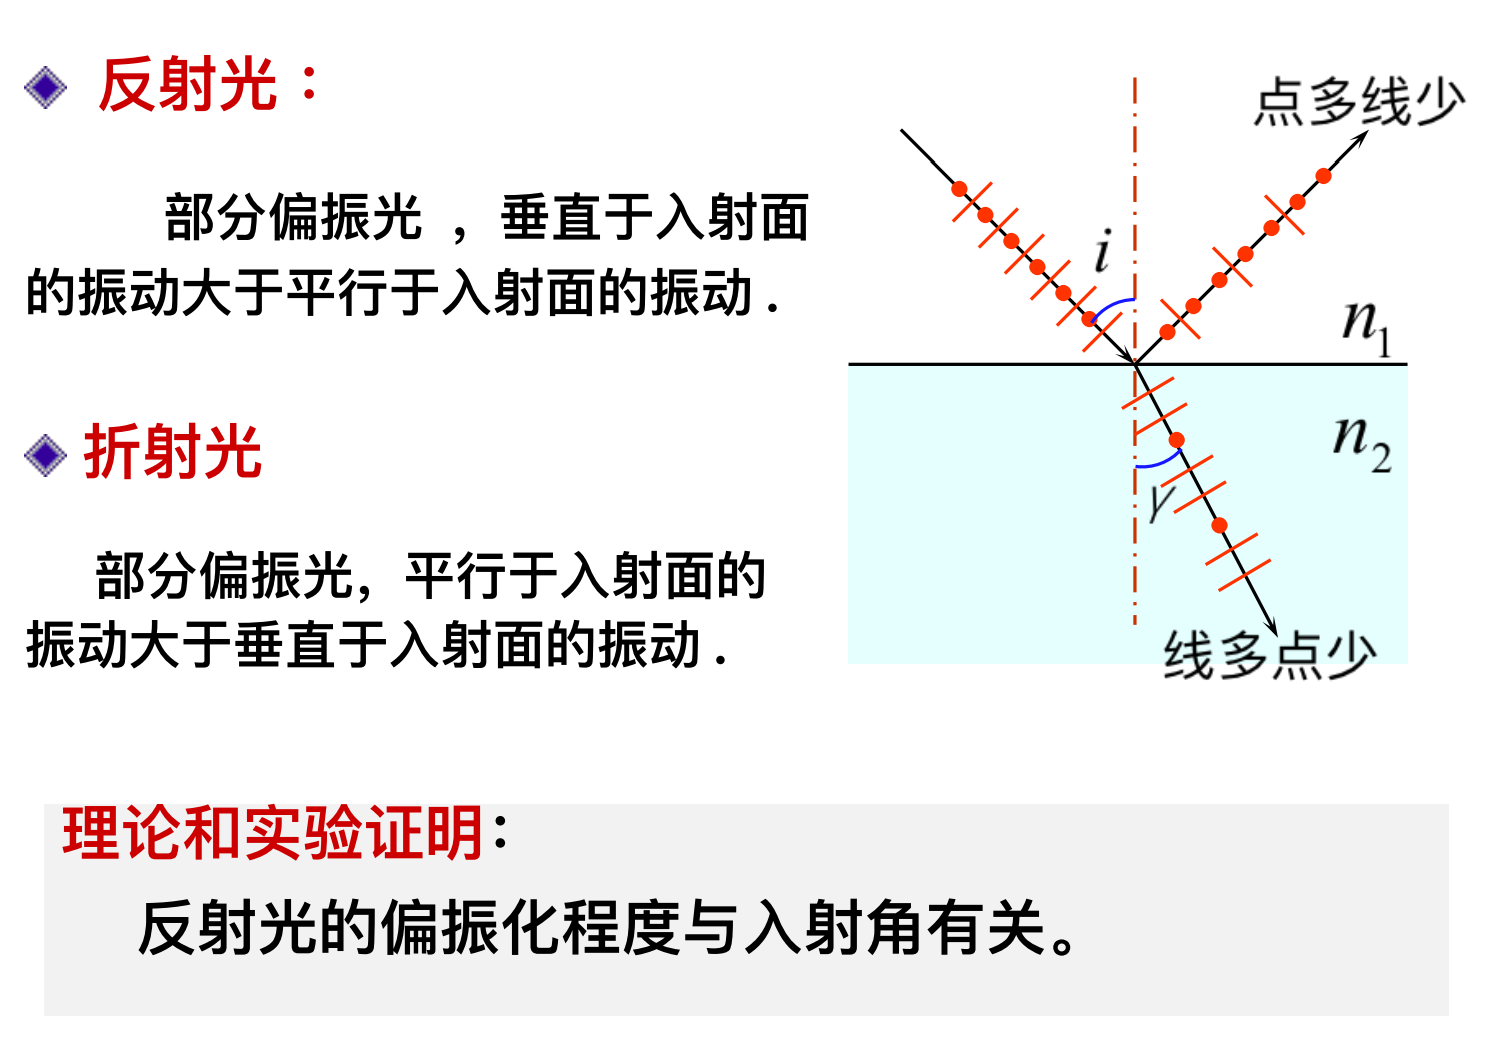 反射光：
部分偏振光 ，垂直于入射面
的振动大于平行于入射面的振动 .
折射光
部分偏振光，平行于入射面的
振动大于垂直于入射面的振动 .
点多线少
i
n₁
n₂
γ
线多点少
理论和实验证明：
反射光的偏振化程度与入射角有关。